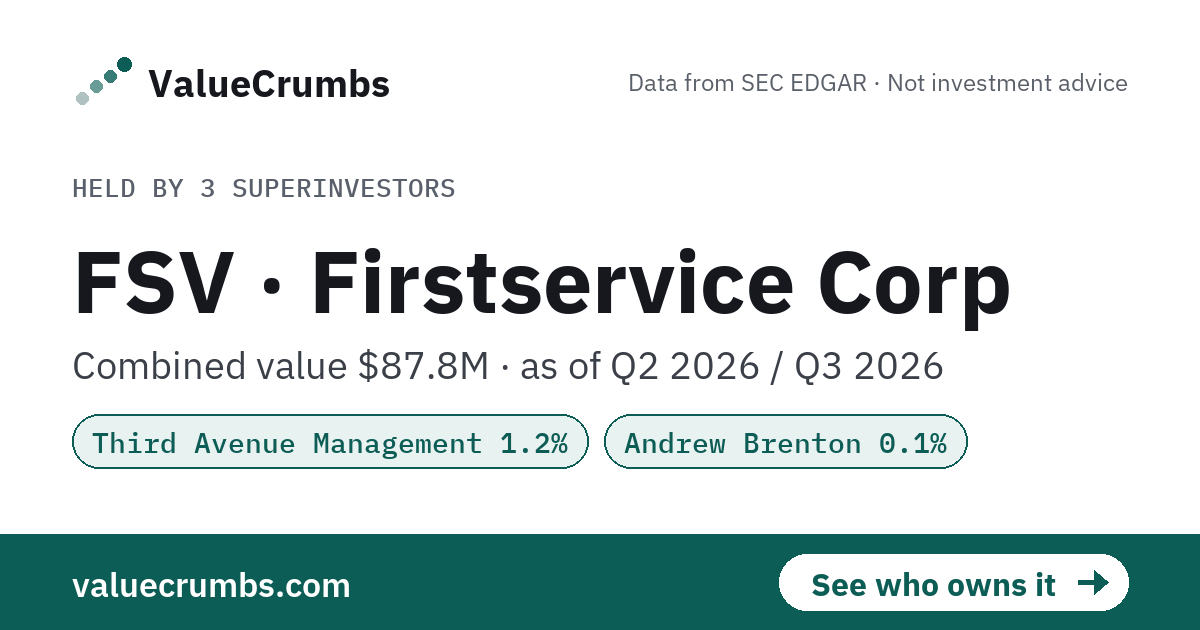 ValueCrumbs
Data from SEC EDGAR · Not investment advice
HELD BY 3 SUPERINVESTORS
FSV · Firstservice Corp
Combined value $87.8M · as of Q2 2026 / Q3 2026
Third Avenue Management 1.2%
Andrew Brenton 0.1%
valuecrumbs.com
See who owns it →